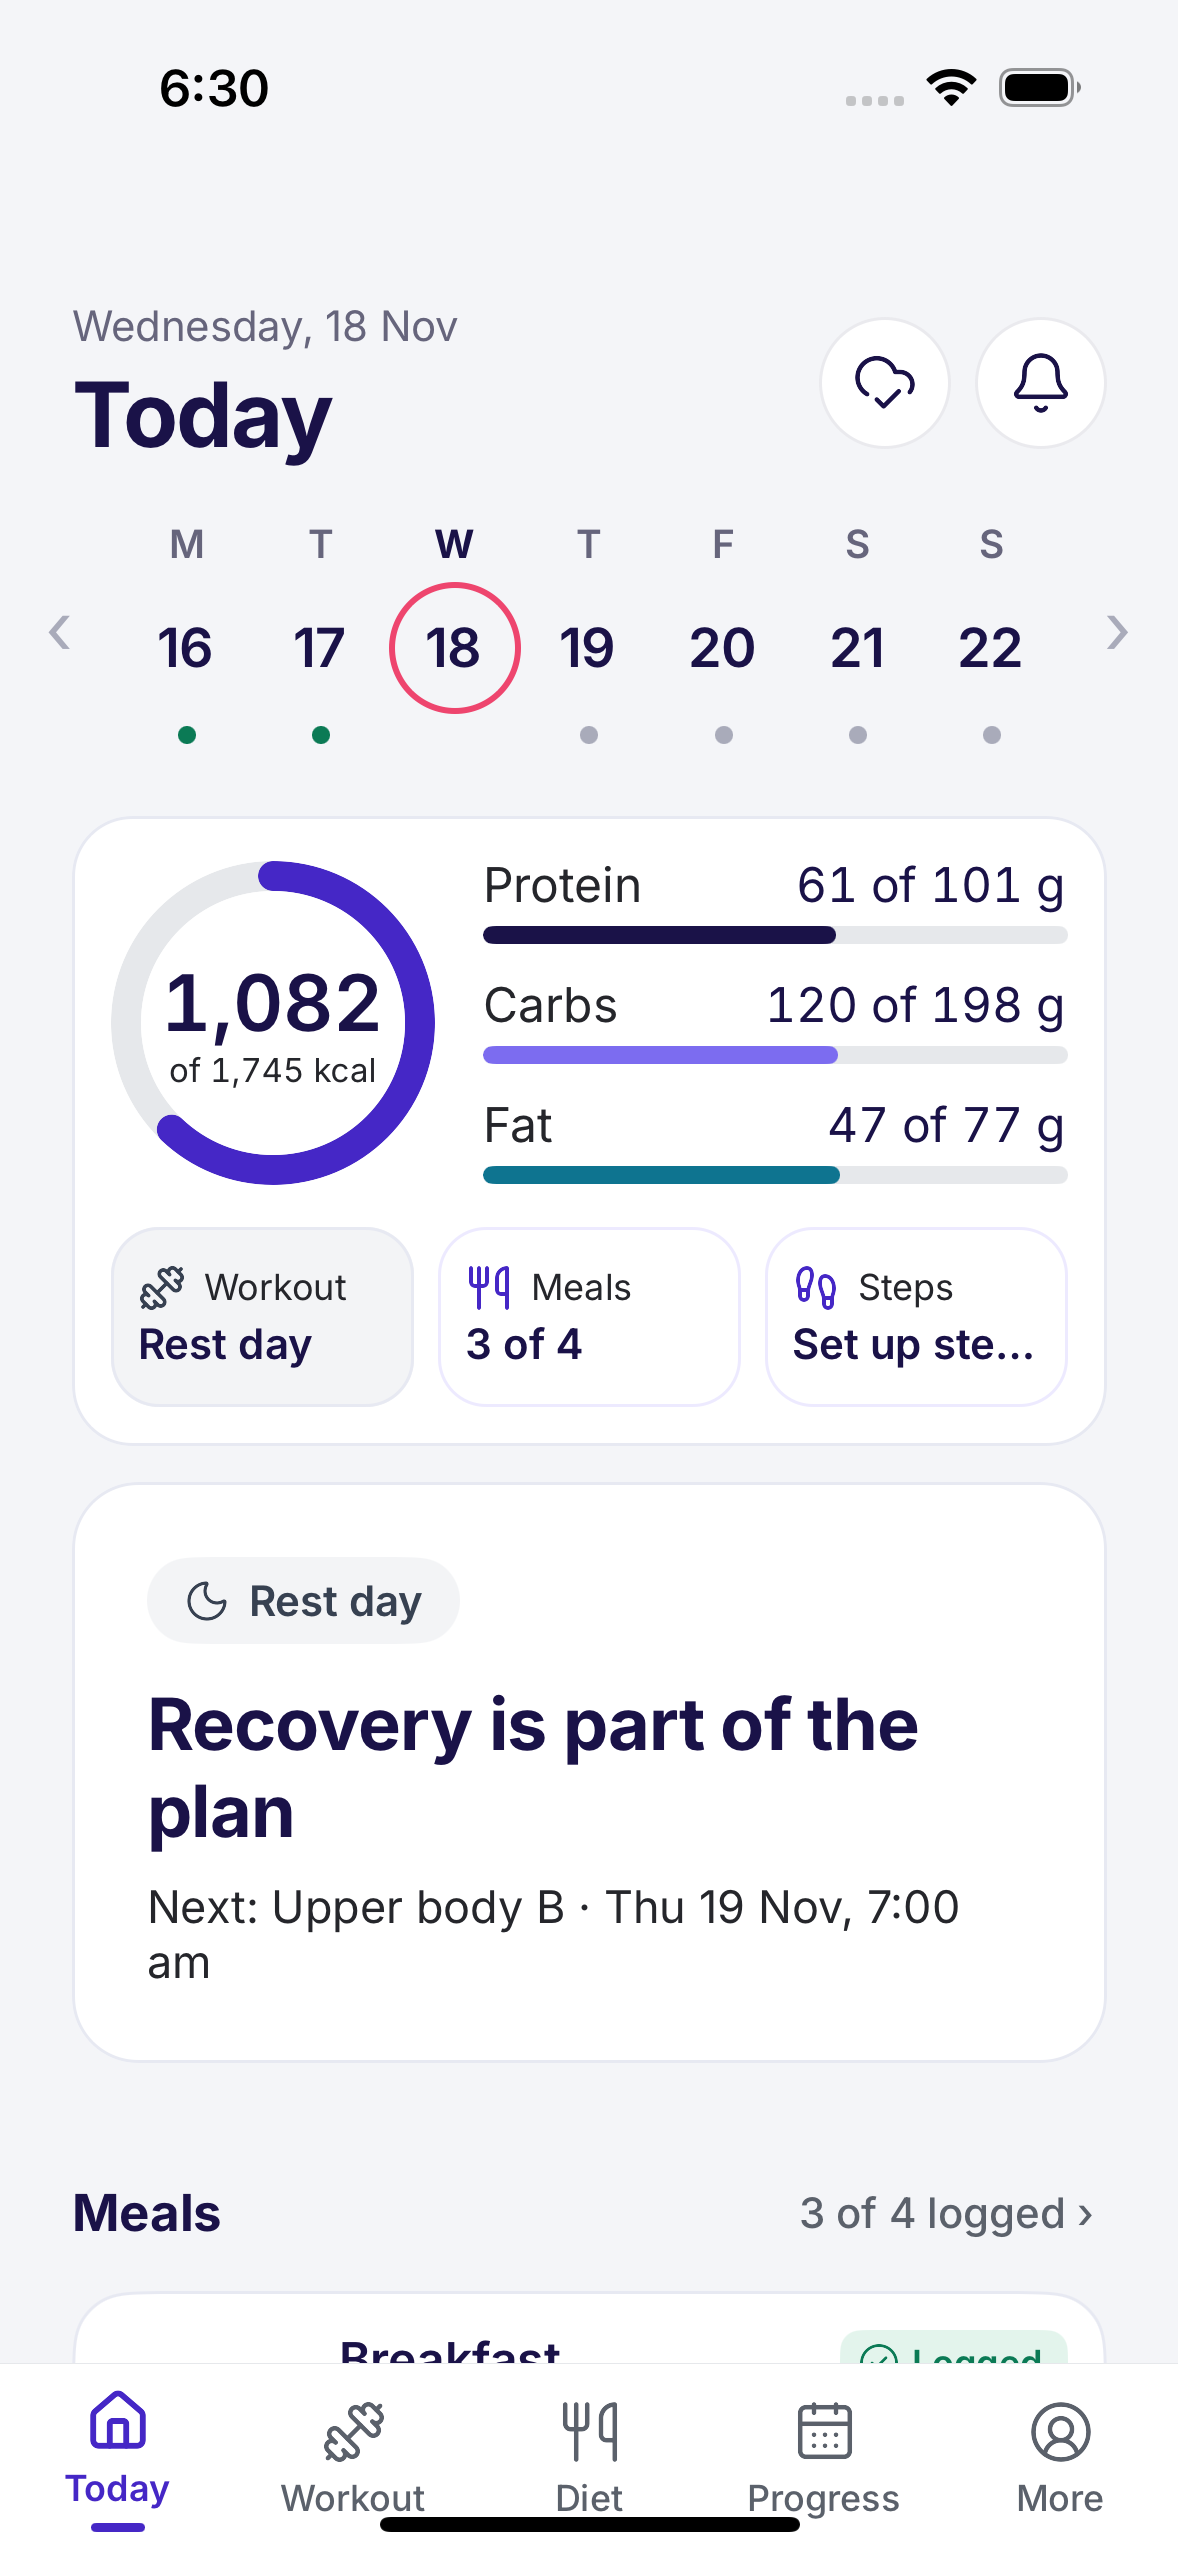 6:30
Wednesday, 18 Nov
Today
M T W T F S S
‹ 16 17 18 19 20 21 22 ›
Protein 61 of 101 g
1,082
of 1,745 kcal
Carbs 120 of 198 g
Fat 47 of 77 g
Workout
Rest day
Meals
3 of 4
Steps
Set up ste...
Rest day
Recovery is part of the
plan
Next: Upper body B · Thu 19 Nov, 7:00
am
Meals 3 of 4 logged ›
Breakfast Logged
Today Workout Diet Progress More